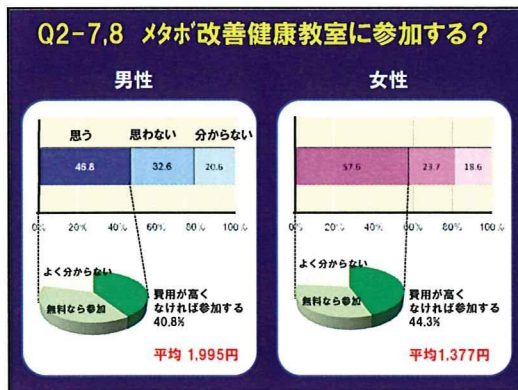 Q2-7,8 メタボ改善健康教室に参加する？
男性
思う 思わない 分からない
46.8 32.6 20.6
0% 20% 40% 60% 80% 100%
よく分からない
無料なら参加
費用が高く
なければ参加する
40.8%
平均 1,995円
女性
57.6 23.7 18.6
0% 20% 40% 60% 80% 100%
よく分からない
無料なら参加
費用が高く
なければ参加する
44.3%
平均1,377円